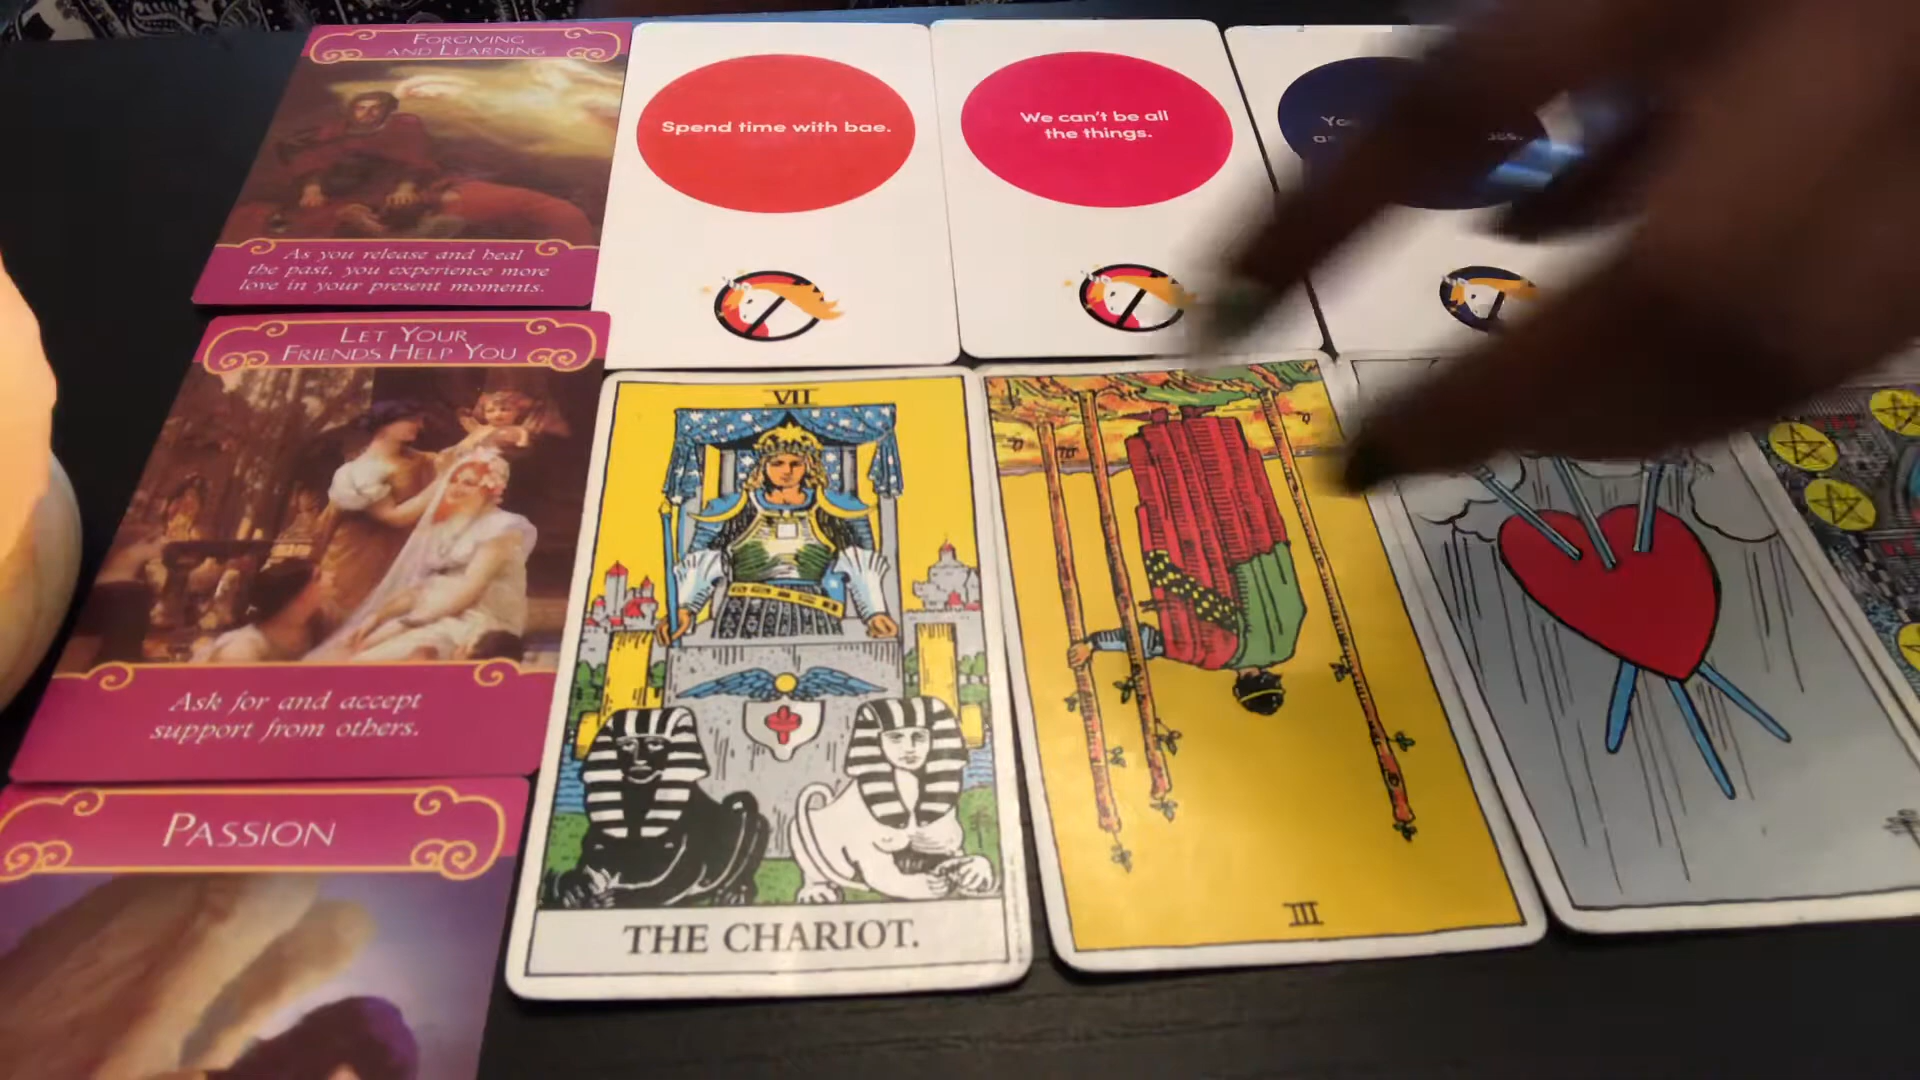 FORGIVING
AND LEARNING
As you release and heal
the past, you experience more
love in your present moments.
Spend time with bae.
We can't be all
the things.
LET YOUR
FRIENDS HELP YOU
Ask for and accept
support from others.
VII
THE CHARIOT.
III
PASSION